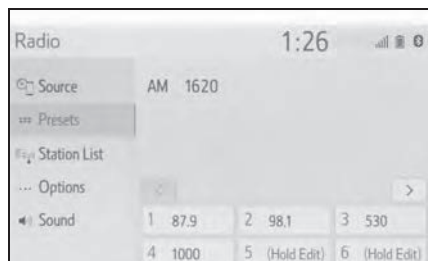 Radio 1:26
Source AM 1620
Presets
Station List
Options
Sound
1 87.9 2 98.1 3 530
4 1000 5 (Hold Edit) 6 (Hold Edit)